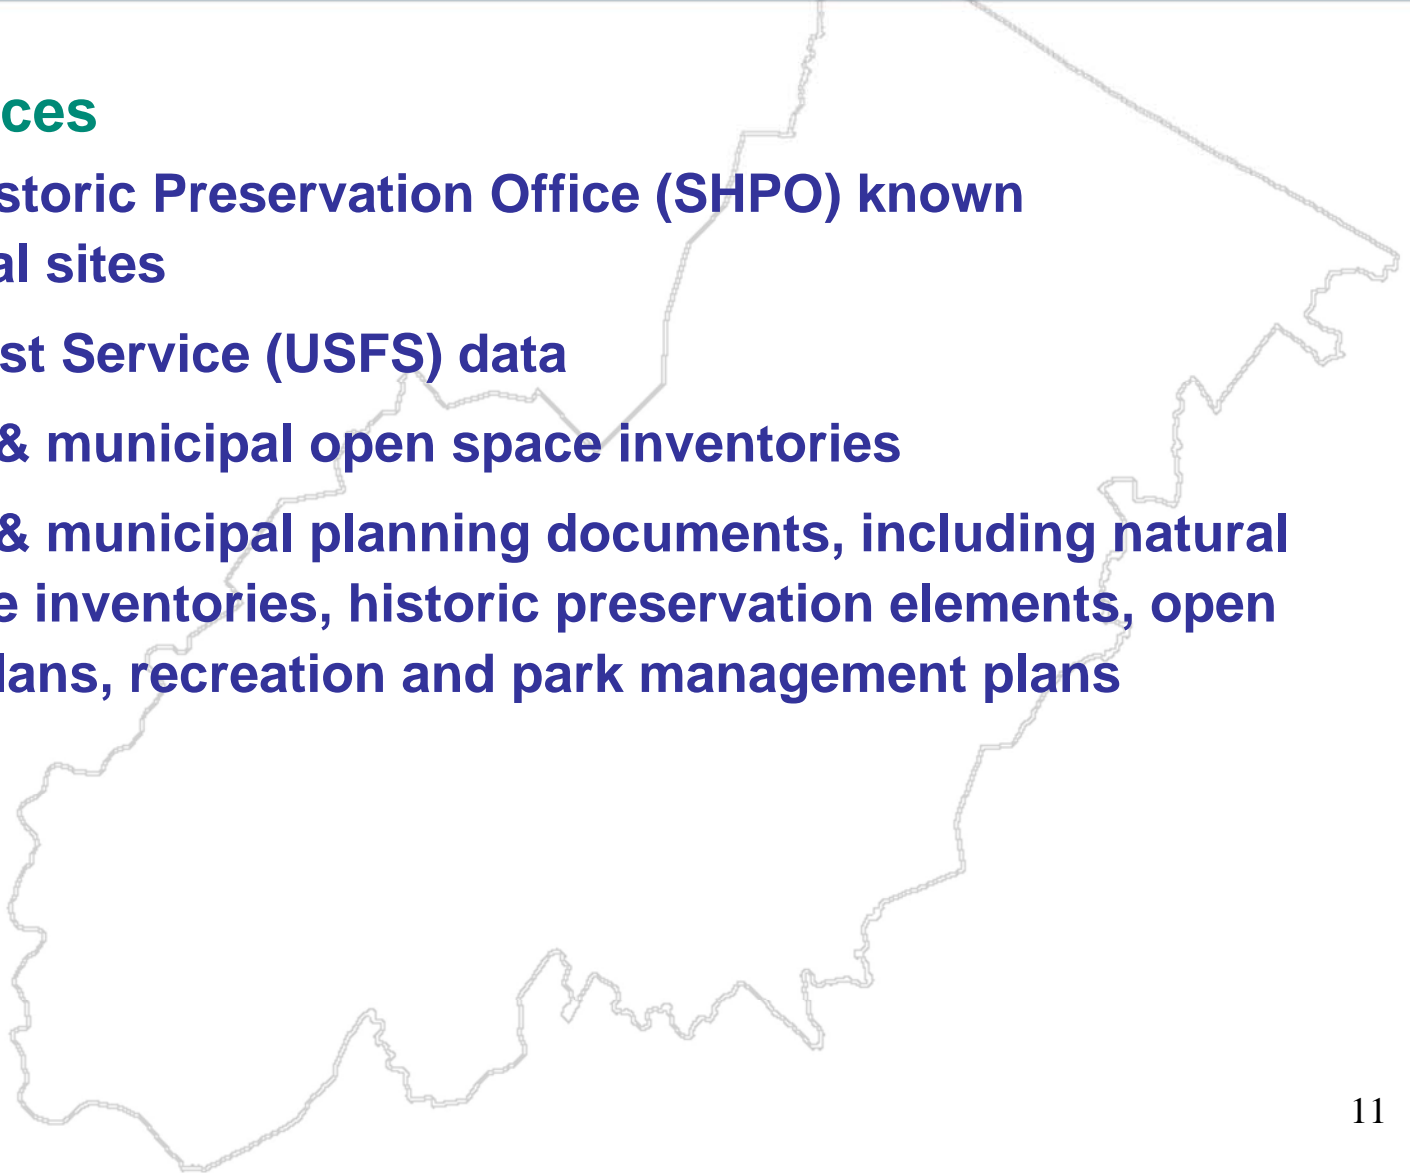 ces
storic Preservation Office (SHPO) known
al sites
st Service (USFS) data
& municipal open space inventories
& municipal planning documents, including natural
e inventories, historic preservation elements, open
lans, recreation and park management plans
11